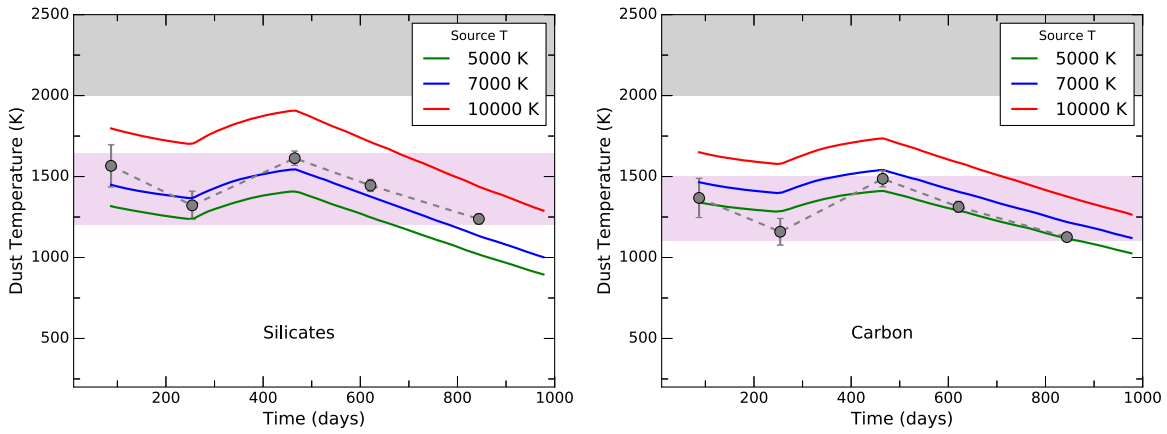 2500
2000
1500
1000
500
Dust Temperature (K)
Source T
5000 K
7000 K
10000 K
Silicates
200
400
600
800
1000
Time (days)
2500
2000
1500
1000
500
Dust Temperature (K)
Source T
5000 K
7000 K
10000 K
Carbon
200
400
600
800
1000
Time (days)